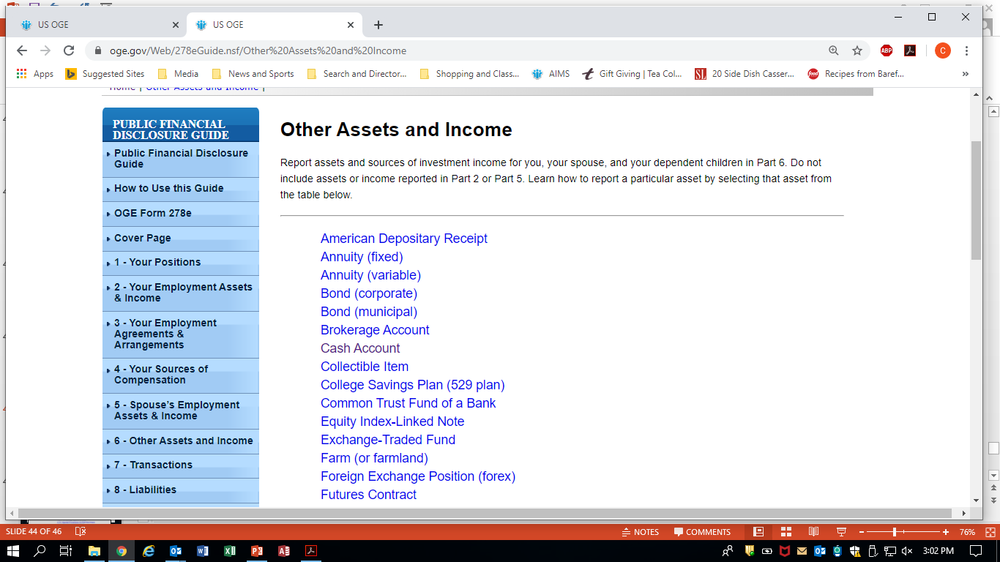 US OGE
US OGE
oge.gov/Web/278eGuide.nsf/Other%20Assets%20and%20Income
ABP
C
Apps
Suggested Sites
Media
News and Sports
Search and Director...
Shopping and Class...
AIMS
Gift Giving | Tea Col...
SL
20 Side Dish Casser...
food
Recipes from Baref...
»
Home | Other Assets and Income |
PUBLIC FINANCIAL
DISCLOSURE GUIDE
Public Financial Disclosure
Guide
How to Use this Guide
OGE Form 278e
Cover Page
1 - Your Positions
2 - Your Employment Assets
& Income
3 - Your Employment
Agreements &
Arrangements
4 - Your Sources of
Compensation
5 - Spouse's Employment
Assets & Income
6 - Other Assets and Income
7 - Transactions
8 - Liabilities
Other Assets and Income
Report assets and sources of investment income for you, your spouse, and your dependent children in Part 6. Do not
include assets or income reported in Part 2 or Part 5. Learn how to report a particular asset by selecting that asset from
the table below.
American Depositary Receipt
Annuity (fixed)
Annuity (variable)
Bond (corporate)
Bond (municipal)
Brokerage Account
Cash Account
Collectible Item
College Savings Plan (529 plan)
Common Trust Fund of a Bank
Equity Index-Linked Note
Exchange-Traded Fund
Farm (or farmland)
Foreign Exchange Position (forex)
Futures Contract
SLIDE 44 OF 46
NOTES
COMMENTS
76%
3:02 PM